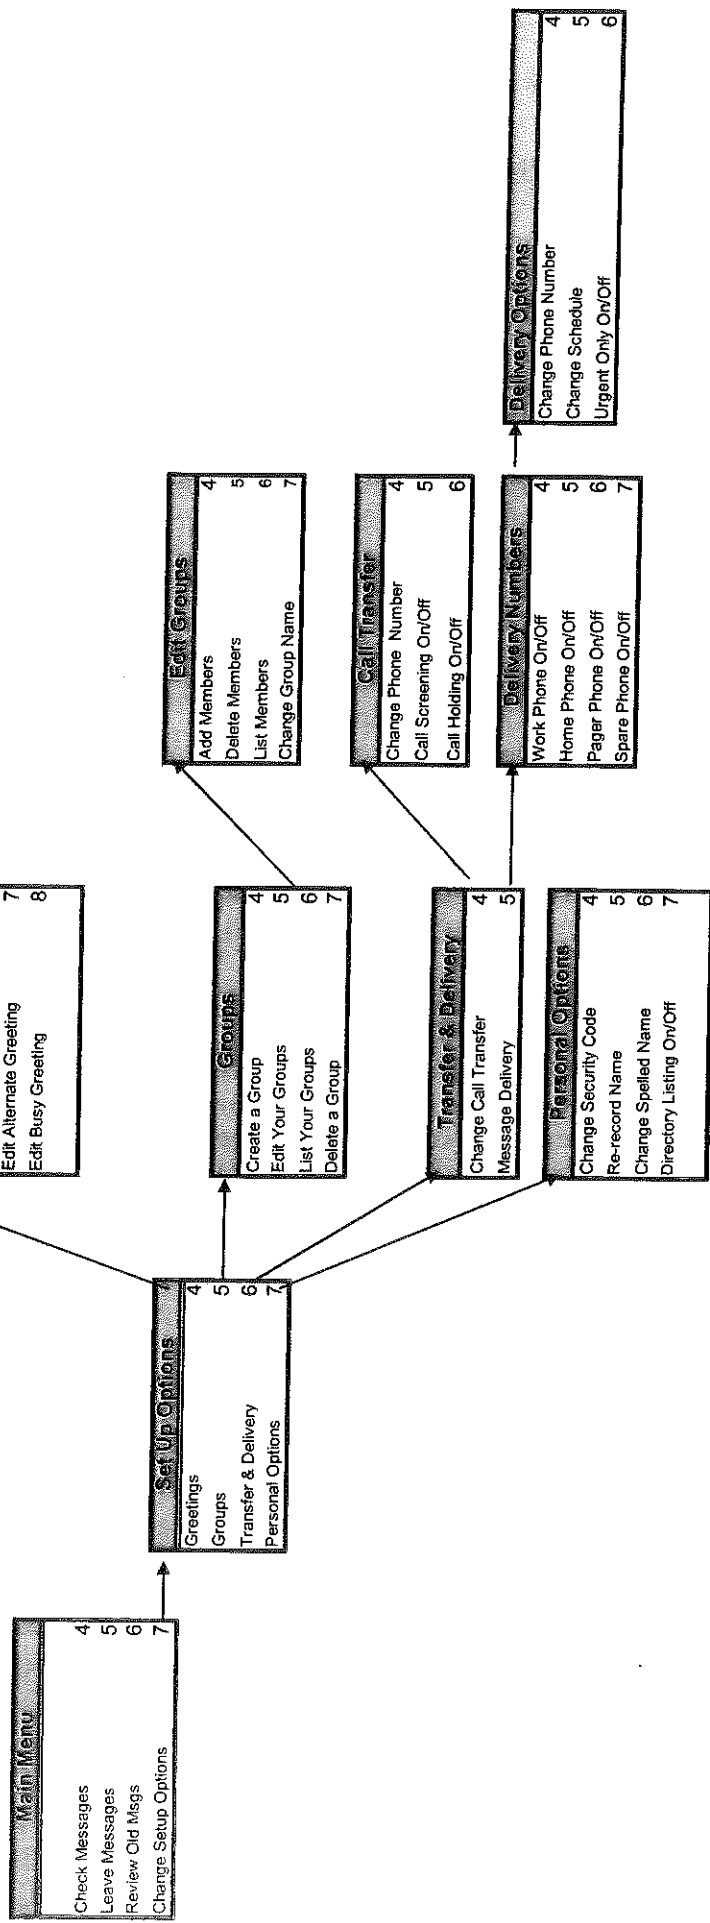 Main Menu
Check Messages 4
Leave Messages 5
Review Old Msgs 6
Change Setup Options 7
Set Up Options 7
Greetings 4
Groups 5
Transfer & Delivery 6
Personal Options 7
Edit Alternate Greeting 7
Edit Busy Greeting 8
Groups
Create a Group 4
Edit Your Groups 5
List Your Groups 6
Delete a Group 7
Transfer & Delivery
Change Call Transfer 4
Message Delivery 5
Personal Options
Change Security Code 4
Re-record Name 5
Change Spelled Name 6
Directory Listing On/Off 7
Edit Groups
Add Members 4
Delete Members 5
List Members 6
Change Group Name 7
Call Transfer
Change Phone Number 4
Call Screening On/Off 5
Call Holding On/Off 6
Delivery Numbers
Work Phone On/Off 4
Home Phone On/Off 5
Pager Phone On/Off 6
Spare Phone On/Off 7
Delivery Options
Change Phone Number 4
Change Schedule 5
Urgent Only On/Off 6